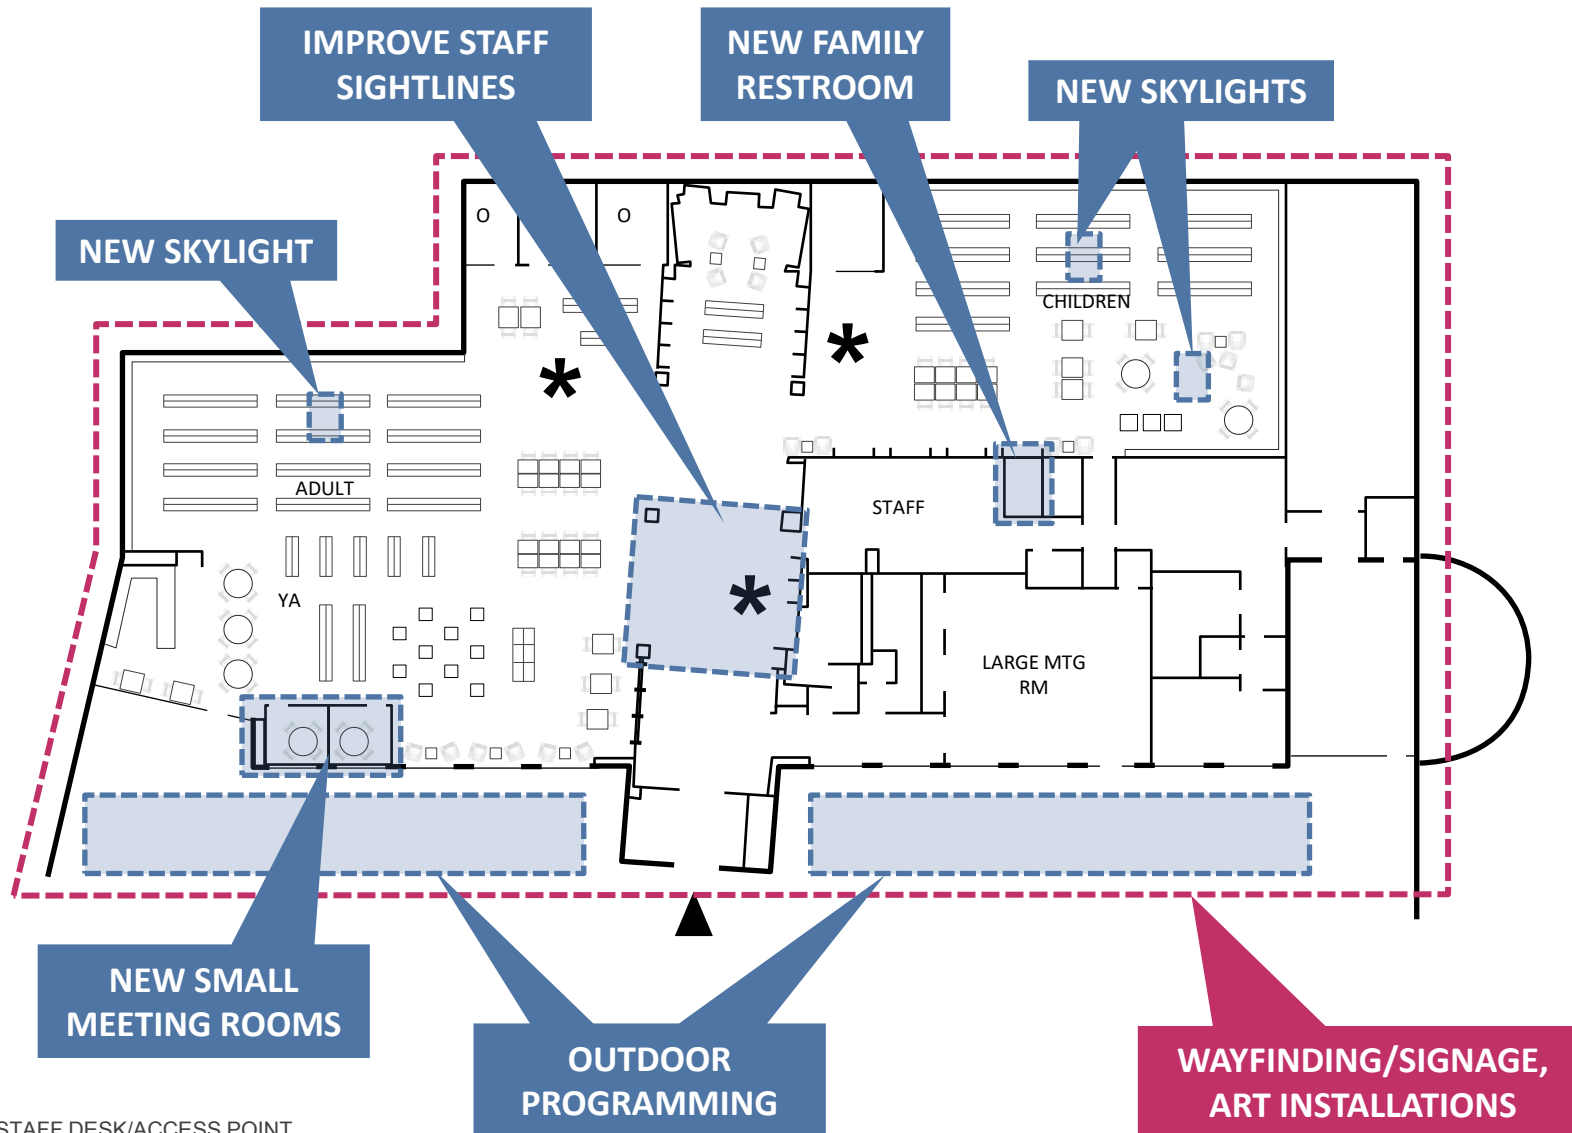 IMPROVE STAFF
SIGHTLINES
NEW FAMILY
RESTROOM
NEW SKYLIGHTS
NEW SKYLIGHT
O
O
CHILDREN
*
*
ADULT
STAFF
YA
*
LARGE MTG
RM
NEW SMALL
MEETING ROOMS
OUTDOOR
PROGRAMMING
WAYFINDING/SIGNAGE,
ART INSTALLATIONS
STAFF DESK/ACCESS POINT